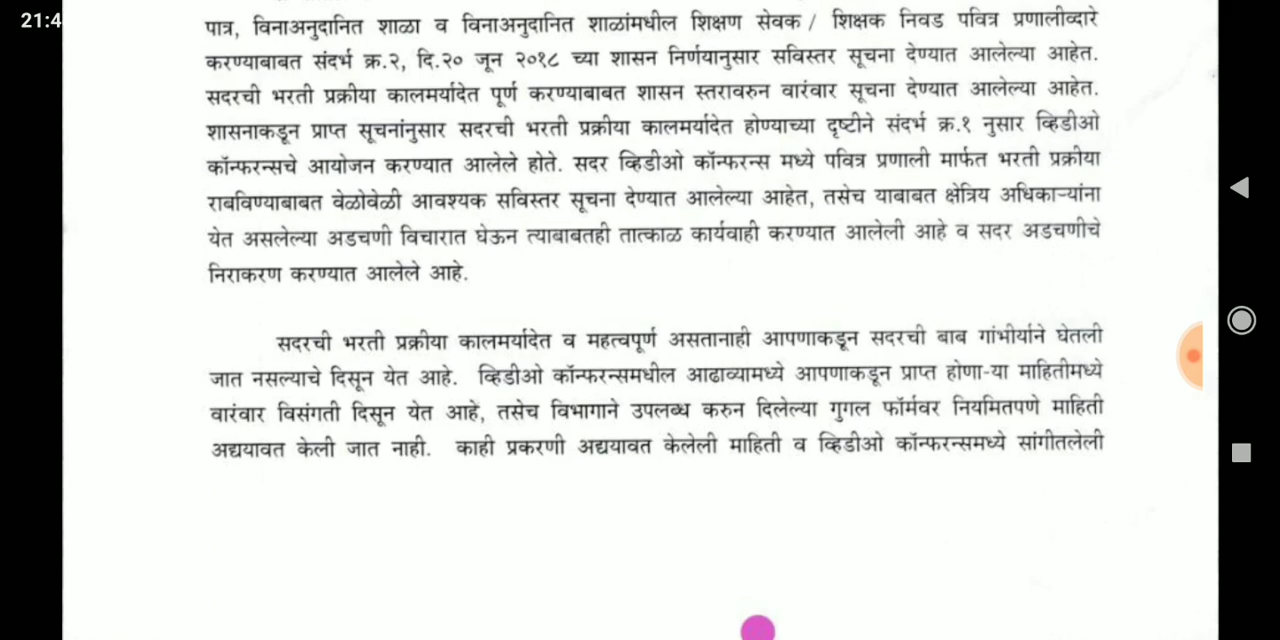 21:4
पात्र, विनाअनुदानित शाळा व विनाअनुदानित शाळांमधील शिक्षण सेवक / शिक्षक निवड पवित्र प्रणालीव्दारे
करण्याबाबत संदर्भ क्र.२, दि.२० जून २०१८ च्या शासन निर्णयानुसार सविस्तर सूचना देण्यात आलेल्या आहेत.
सदरची भरती प्रक्रीया कालमर्यादेत पूर्ण करण्याबाबत शासन स्तरावरुन वारंवार सूचना देण्यात आलेल्या आहेत.
शासनाकडून प्राप्त सूचनांनुसार सदरची भरती प्रक्रीया कालमर्यादेत होण्याच्या दृष्टीने संदर्भ क्र.१ नुसार व्हिडीओ
कॉन्फरन्सचे आयोजन करण्यात आलेले होते. सदर व्हिडीओ कॉन्फरन्स मध्ये पवित्र प्रणाली मार्फत भरती प्रक्रीया
राबविण्याबाबत वेळोवेळी आवश्यक सविस्तर सूचना देण्यात आलेल्या आहेत, तसेच याबाबत क्षेत्रिय अधिकाऱ्यांना
येत असलेल्या अडचणी विचारात घेऊन त्याबाबतही तात्काळ कार्यवाही करण्यात आलेली आहे व सदर अडचणीचे
निराकरण करण्यात आलेले आहे.
सदरची भरती प्रक्रीया कालमर्यादेत व महत्वपूर्ण असतानाही आपणाकडून सदरची बाब गांभीर्याने घेतली
जात नसल्याचे दिसून येत आहे. व्हिडीओ कॉन्फरन्समधील आढाव्यामध्ये आपणाकडून प्राप्त होणा-या माहितीमध्ये
वारंवार विसंगती दिसून येत आहे, तसेच विभागाने उपलब्ध करुन दिलेल्या गुगल फॉर्मवर नियमितपणे माहिती
अद्ययावत केली जात नाही. काही प्रकरणी अद्ययावत केलेली माहिती व व्हिडीओ कॉन्फरन्समध्ये सांगीतलेली